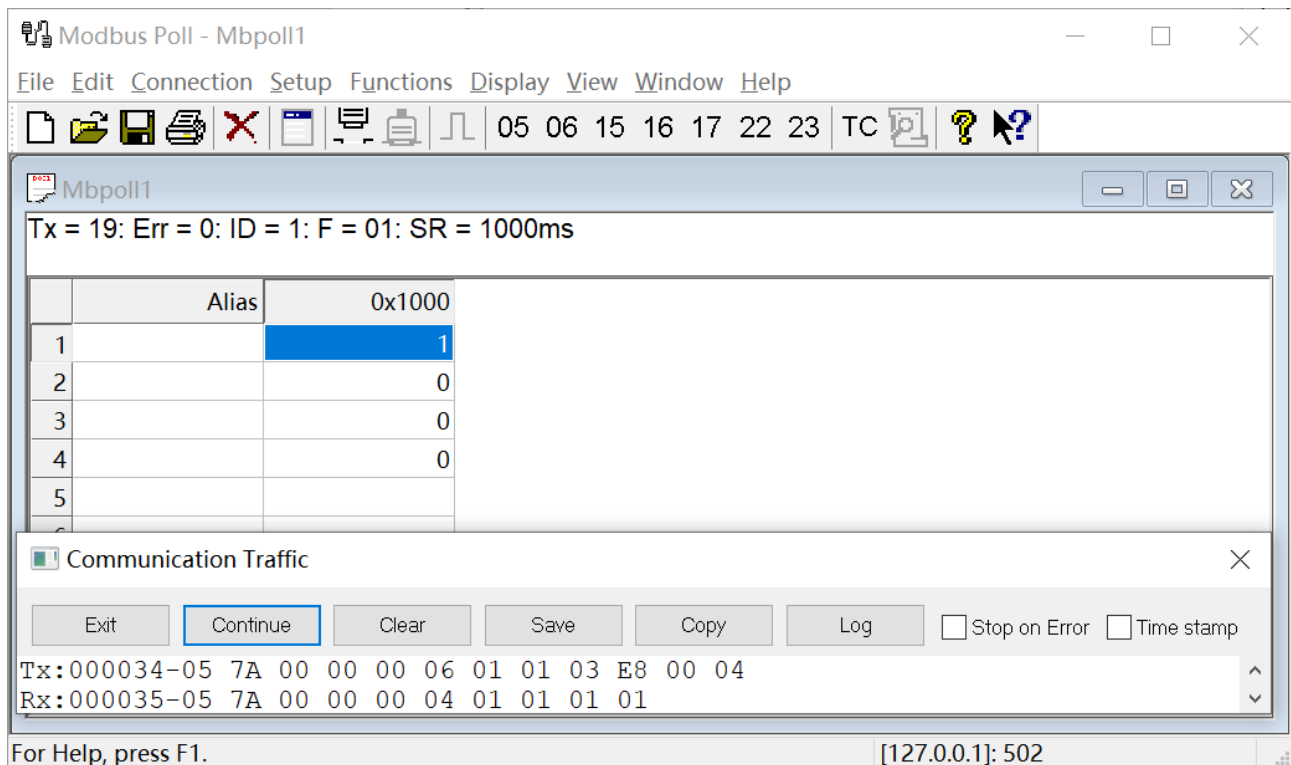 Modbus Poll - Mbpoll1
File Edit Connection Setup Functions Display View Window Help
05 06 15 16 17 22 23 TC
Mbpoll1
Tx = 19: Err = 0: ID = 1: F = 01: SR = 1000ms
Alias 0x1000
1 1
2 0
3 0
4 0
5
Communication Traffic
Exit Continue Clear Save Copy Log Stop on Error Time stamp
Tx:000034-05 7A 00 00 00 06 01 01 03 E8 00 04
Rx:000035-05 7A 00 00 00 04 01 01 01 01
For Help, press F1. [127.0.0.1]: 502